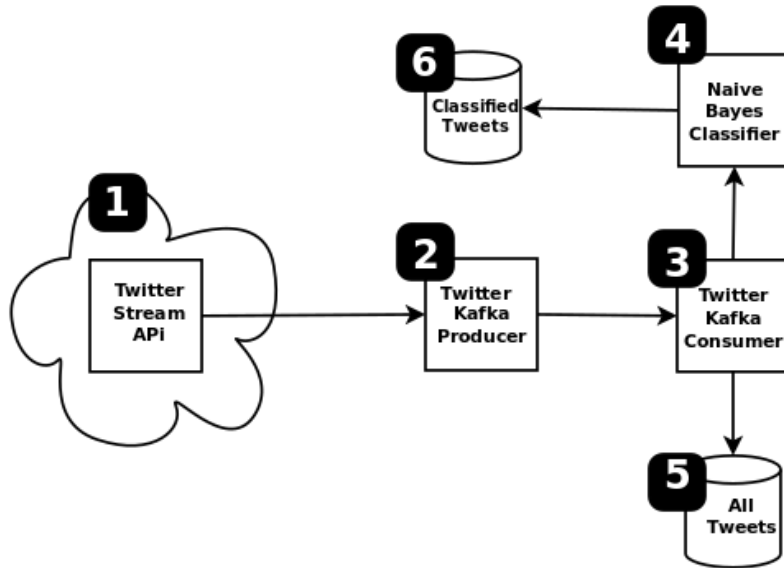 6
Classified
Tweets
4
Naive
Bayes
Classifier
1
Twitter
Stream
APi
2
Twitter
Kafka
Producer
3
Twitter
Kafka
Consumer
5
All
Tweets